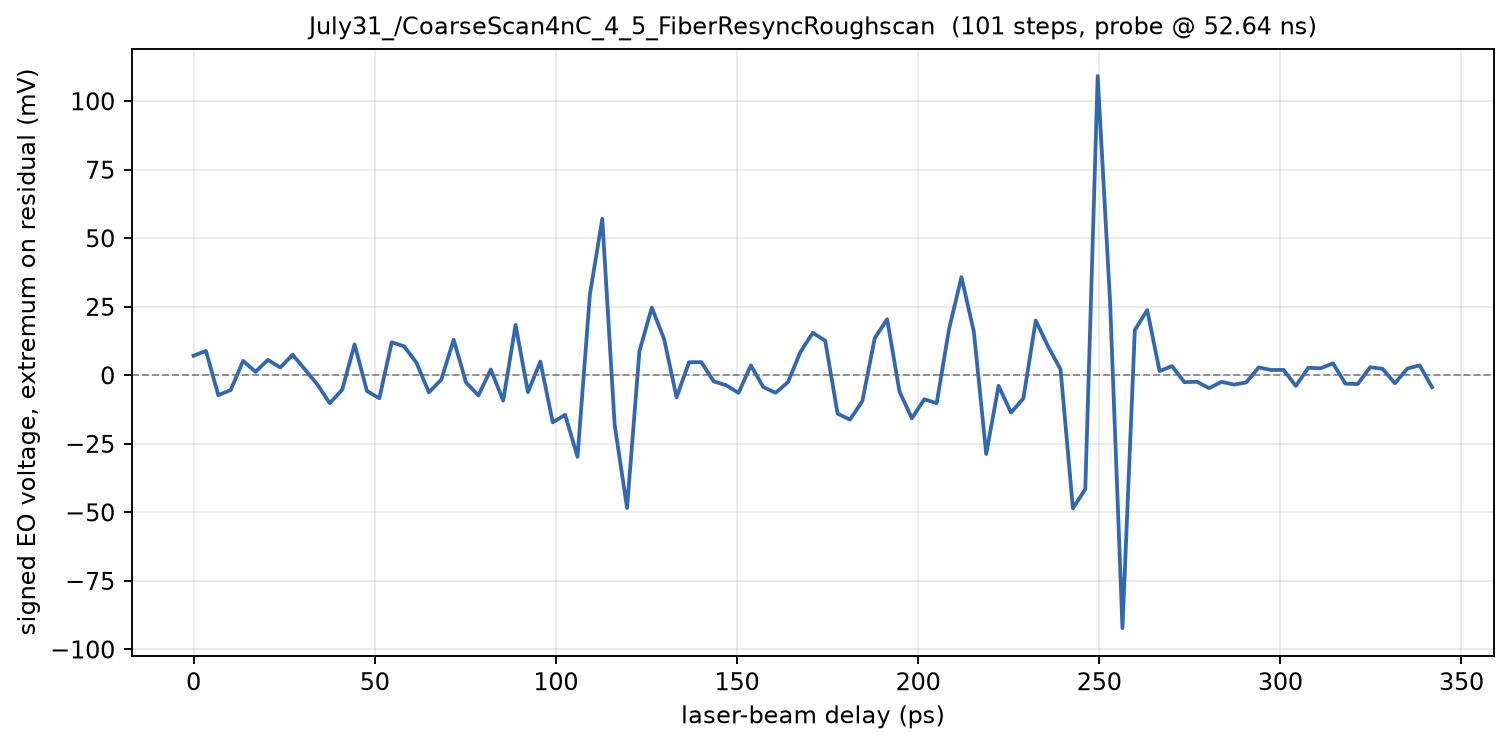 July31_/CoarseScan4nC_4_5_FiberResyncRoughscan (101 steps, probe @ 52.64 ns)
signed EO voltage, extremum on residual (mV)
100
75
50
25
0
−25
−50
−75
−100
0 50 100 150 200 250 300 350
laser-beam delay (ps)